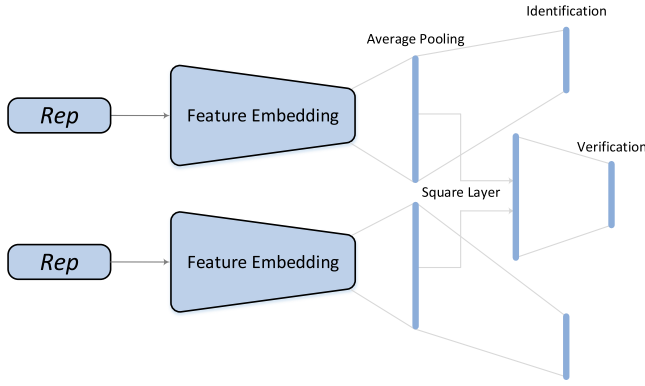 Identification
Average Pooling
Rep
Feature Embedding
Verification
Square Layer
Rep
Feature Embedding